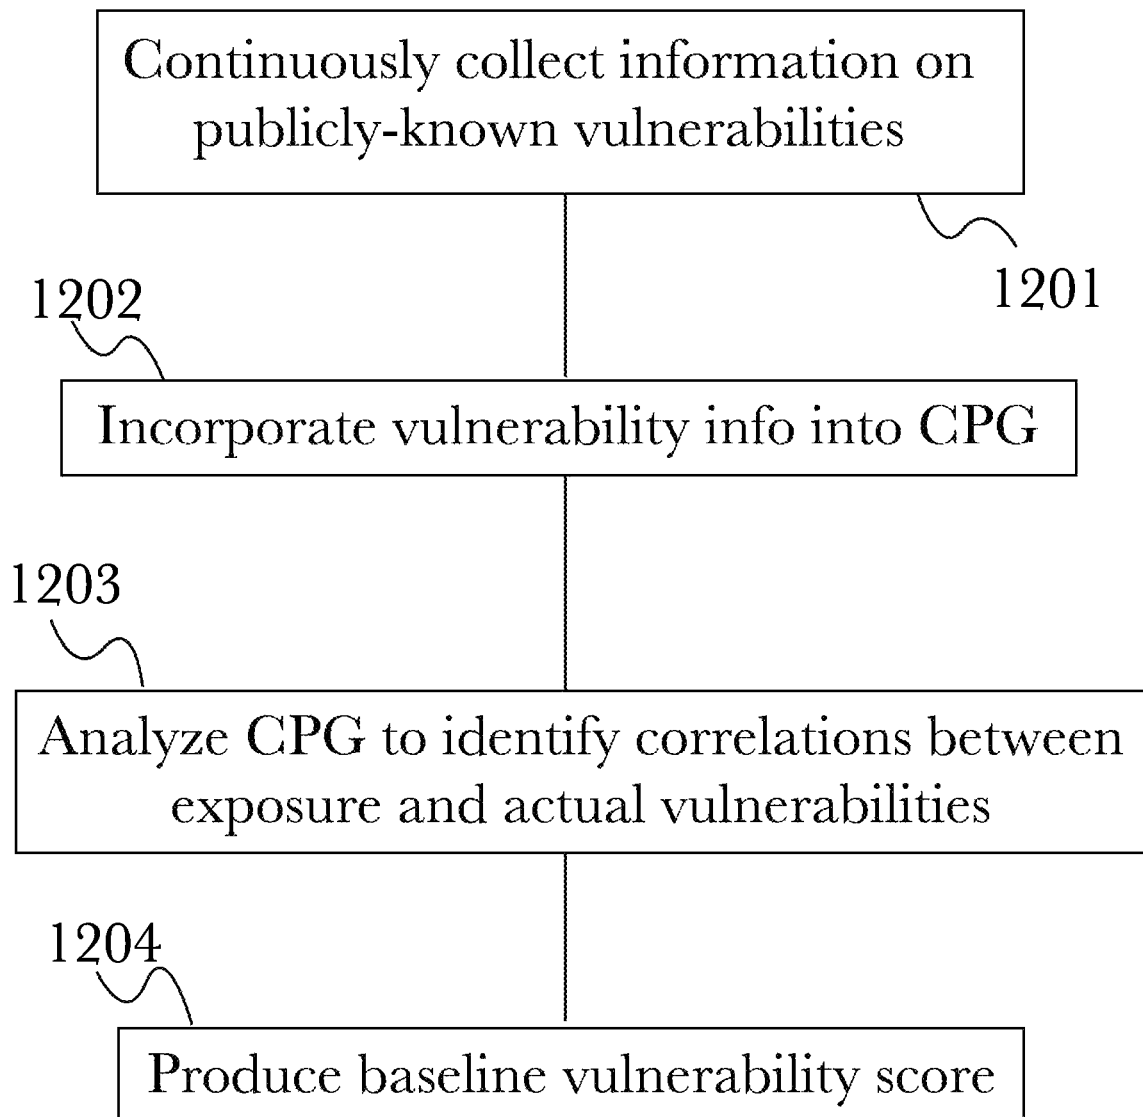 Continuously collect information on
publicly-known vulnerabilities
1201
1202
Incorporate vulnerability info into CPG
1203
Analyze CPG to identify correlations between
exposure and actual vulnerabilities
1204
Produce baseline vulnerability score